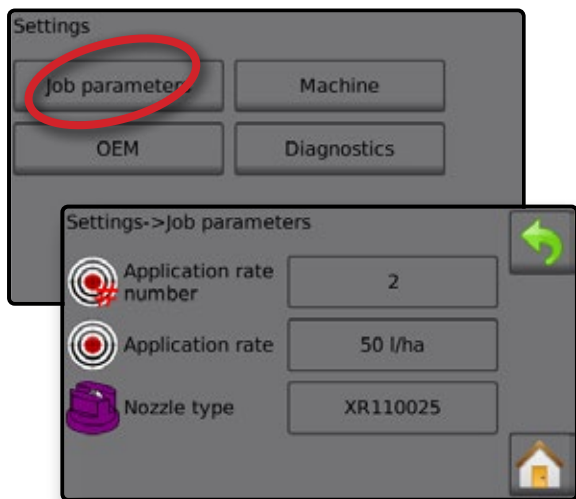 Settings
Job parameters
Machine
OEM
Diagnostics
Settings->Job parameters
Application rate
number
2
Application rate
50 l/ha
Nozzle type
XR110025